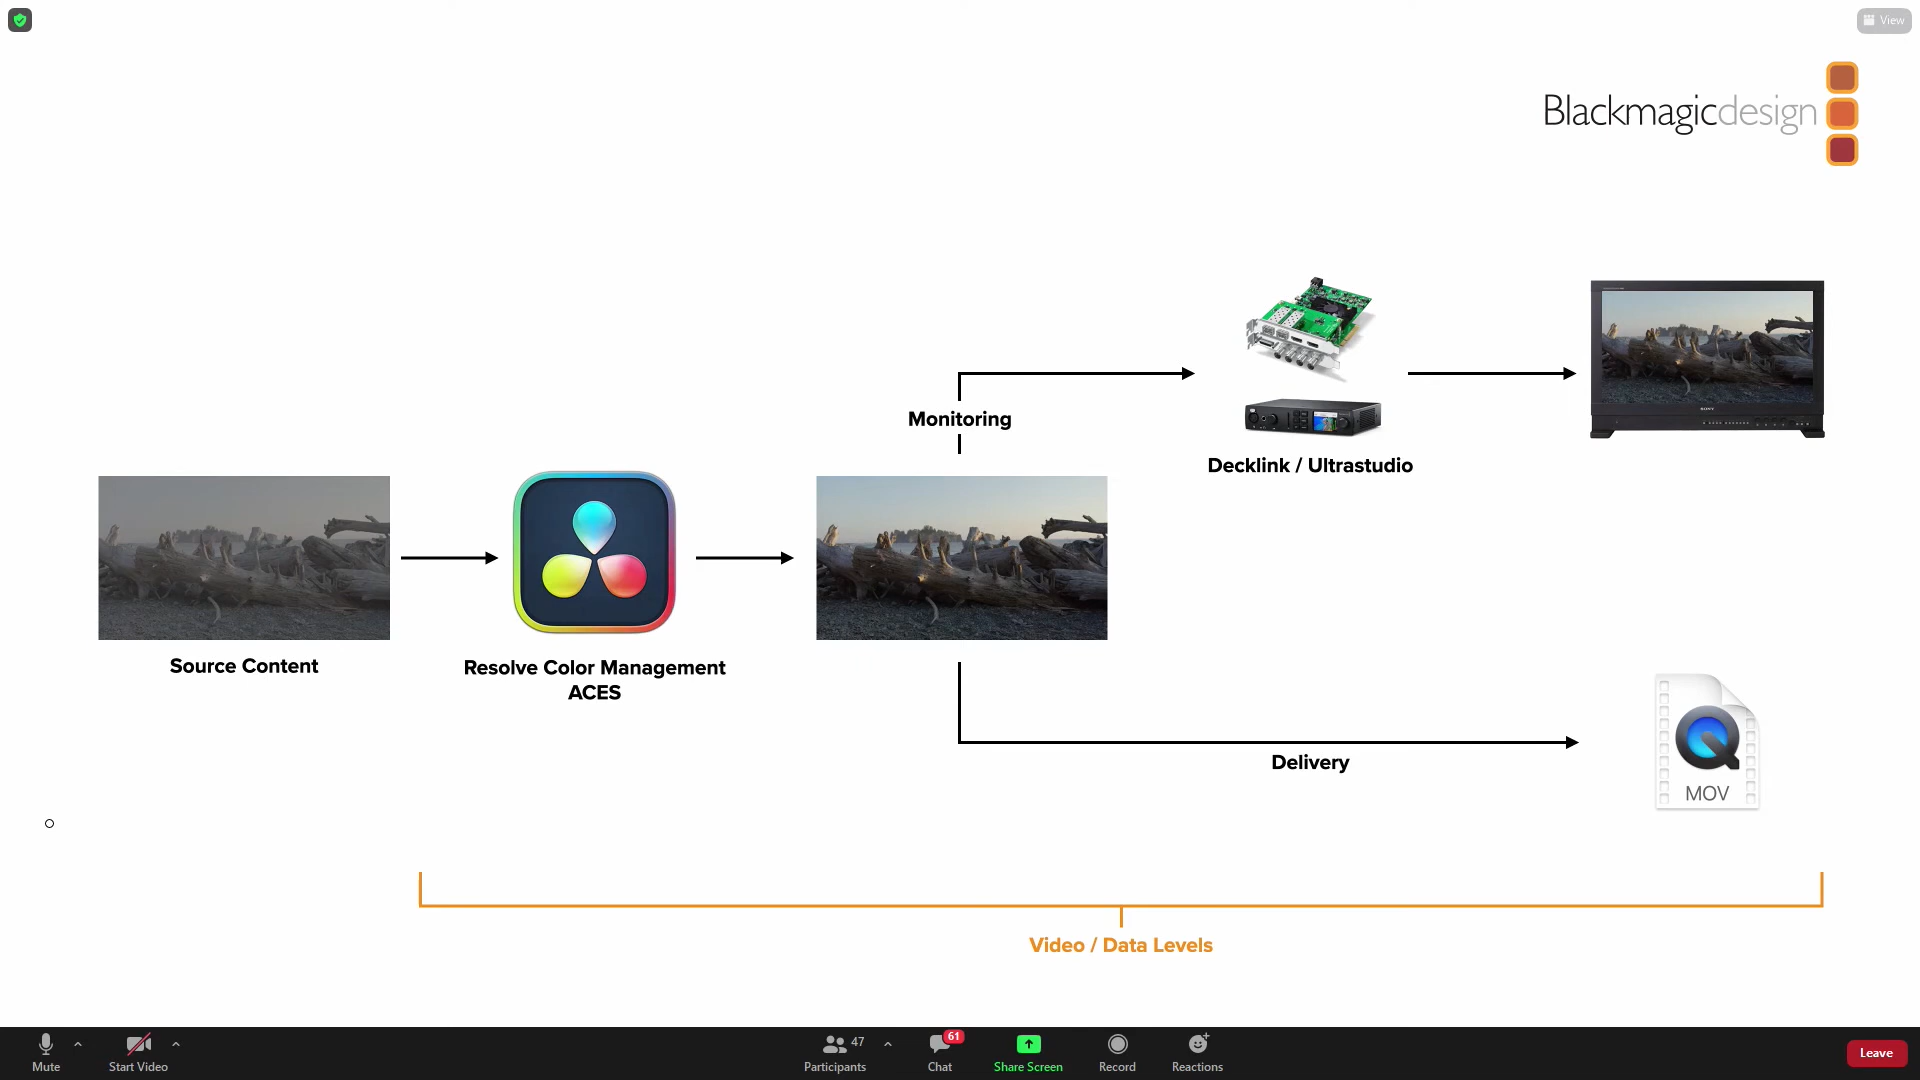 View
Blackmagicdesign
Monitoring
SONY
Decklink / Ultrastudio
Source Content
Resolve Color Management
ACES
Delivery
MOV
Video / Data Levels
Mute
Start Video
47
Participants
61
Chat
Share Screen
Record
Reactions
Leave